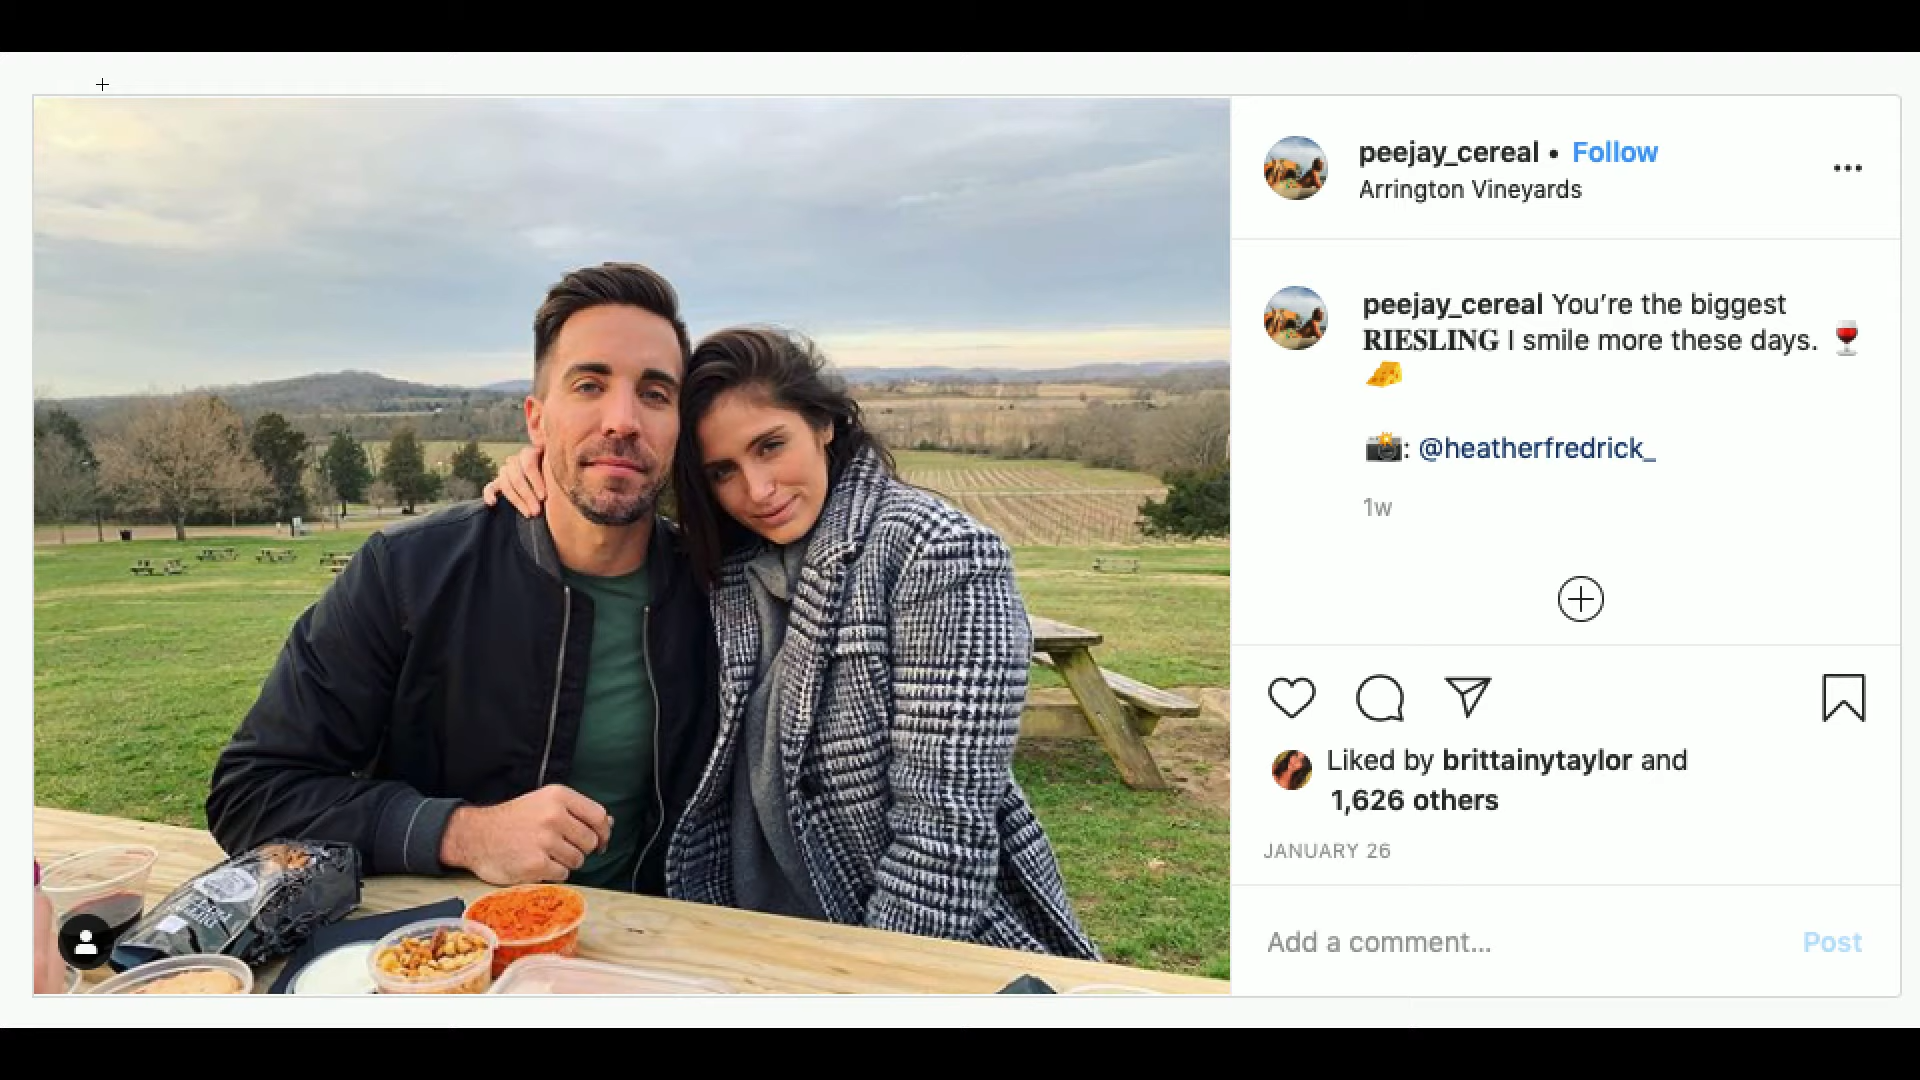 peejay_cereal • Follow
Arrington Vineyards
peejay_cereal You’re the biggest
𝐑𝐈𝐄𝐒𝐋𝐈𝐍𝐆 I smile more these days. 🍷
🧀
📸: @heatherfredrick_
1w
Liked by brittainytaylor and
1,626 others
JANUARY 26
Add a comment...
Post